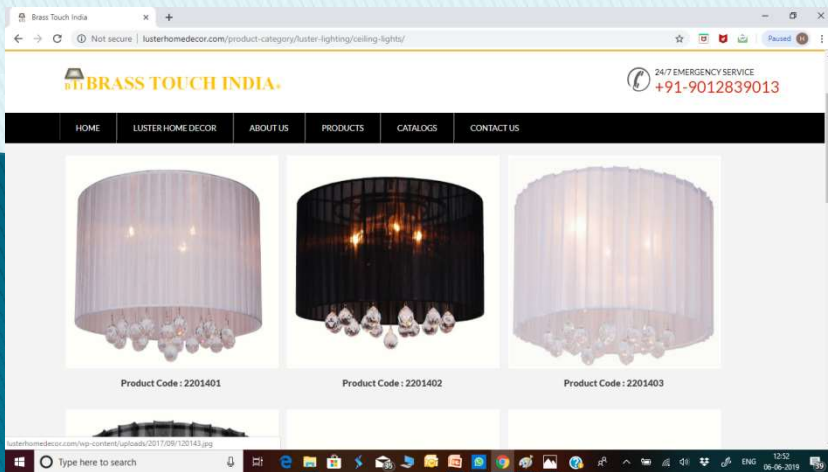 Brass Touch India
Not secure | lusterhomedecor.com/product-category/luster-lighting/ceiling-lights/
Paused
H
BTI BRASS TOUCH INDIA®
24/7 EMERGENCY SERVICE
+91-9012839013
HOME
LUSTER HOME DECOR
ABOUT US
PRODUCTS
CATALOGS
CONTACT US
Product Code : 2201401
Product Code : 2201402
Product Code : 2201403
lusterhomedecor.com/wp-content/uploads/2017/09/120143.jpg
Type here to search
ENG
12:52
06-06-2019